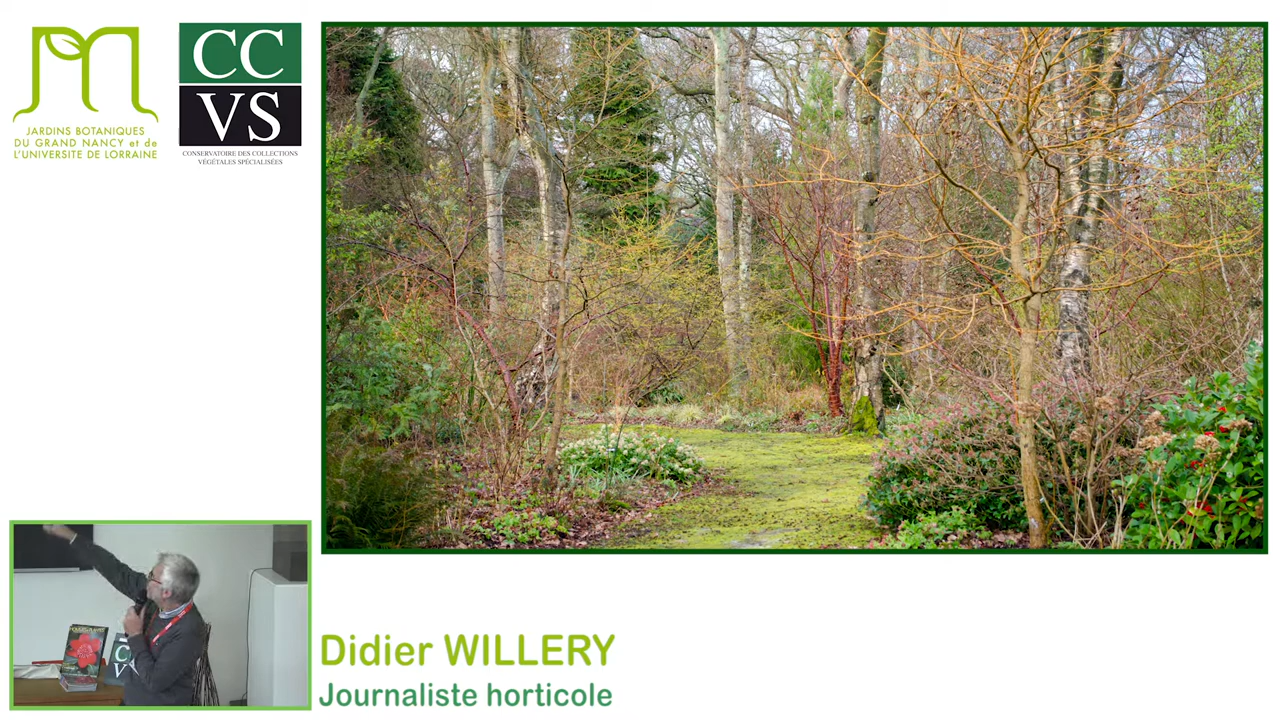 JARDINS BOTANIQUES
DU GRAND NANCY et de
L'UNIVERSITE DE LORRAINE
CC
VS
CONSERVATOIRE DES COLLECTIONS
VÉGÉTALES SPÉCIALISÉES
Didier WILLERY
Journaliste horticole